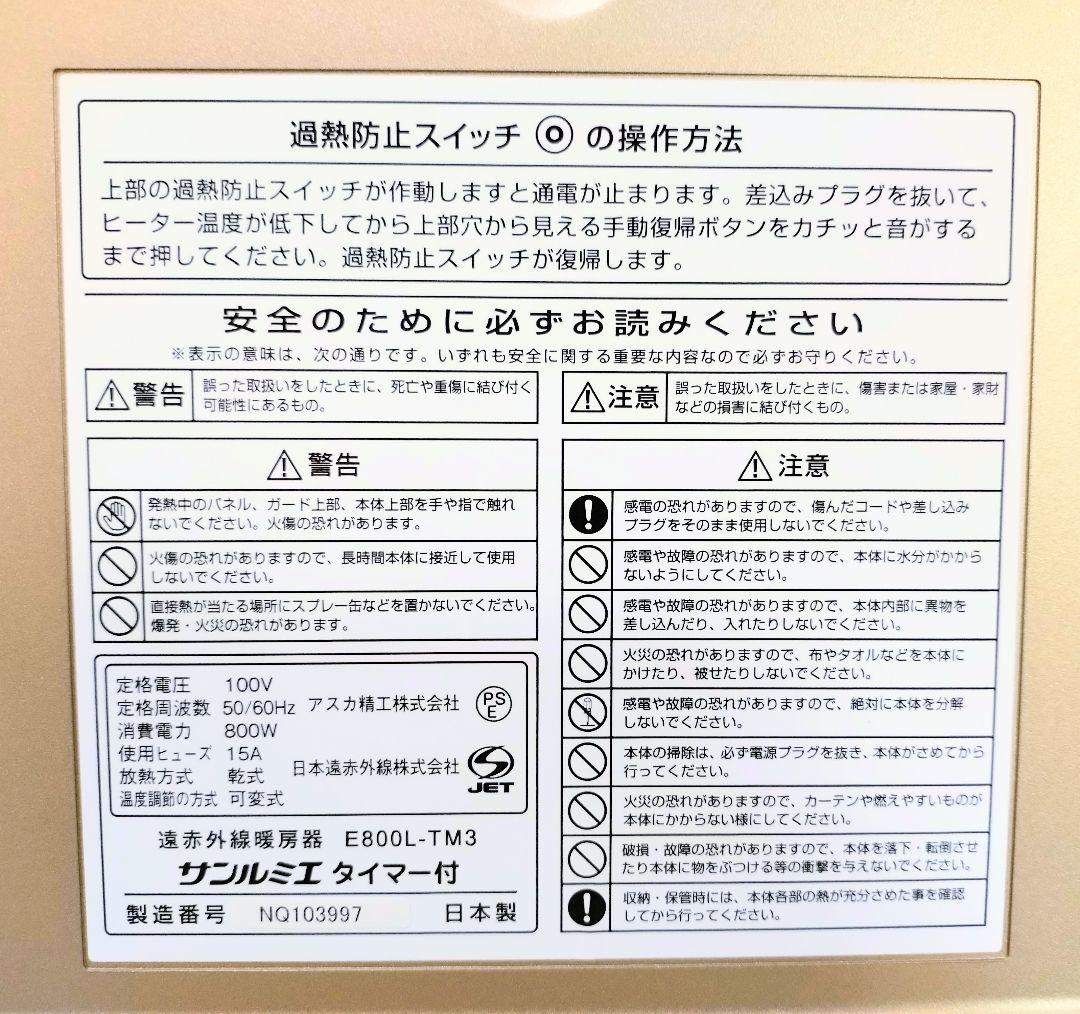 過熱防止スイッチ ⓞ の操作方法
上部の過熱防止スイッチが作動しますと通電が止まります。差込みプラグを抜いて、
ヒーター温度が低下してから上部穴から見える手動復帰ボタンをカチッと音がする
まで押してください。過熱防止スイッチが復帰します。
安全のために必ずお読みください
※表示の意味は、次の通りです。いずれも安全に関する重要な内容なので必ずお守りください。
警告
誤った取扱いをしたときに、死亡や重傷に結び付く
可能性にあるもの。
注意
誤った取扱いをしたときに、傷害または家屋・家財
などの損害に結び付くもの。
警告
発熱中のパネル、ガード上部、本体上部を手や指で触れ
ないでください。火傷の恐れがあります。
火傷の恐れがありますので、長時間本体に接近して使用
しないでください。
直接熱が当たる場所にスプレー缶などを置かないでください。
爆発・火災の恐れがあります。
定格電圧 100V
定格周波数 50/60Hz
消費電力 800W
使用ヒューズ 15A
放熱方式 乾式
温度調節の方式 可変式
アスカ精工株式会社
PS
E
日本遠赤外線株式会社
JET
遠赤外線暖房器 E800L-TM3
サンルミエ タイマー付
製造番号 NQ103997 日本製
注意
感電の恐れがありますので、傷んだコードや差し込み
プラグをそのまま使用しないでください。
感電や故障の恐れがありますので、本体に水分がかから
ないようにしてください。
感電や故障の恐れがありますので、本体内部に異物を
差し込んだり、入れたりしないでください。
火災の恐れがありますので、布やタオルなどを本体に
かけたり、被せたりしないでください。
感電や故障の恐れがありますので、絶対に本体を分解
しないでください。
本体の掃除は、必ず電源プラグを抜き、本体がさめてから
行ってください。
火災の恐れがありますので、カーテンや燃えやすいものが
本体にかからない様にしてください。
破損・故障の恐れがありますので、本体を落下・転倒させ
たり本体に物をぶつける等の衝撃を与えないでください。
収納・保管時には、本体各部の熱が充分さめた事を確認
してから行ってください。